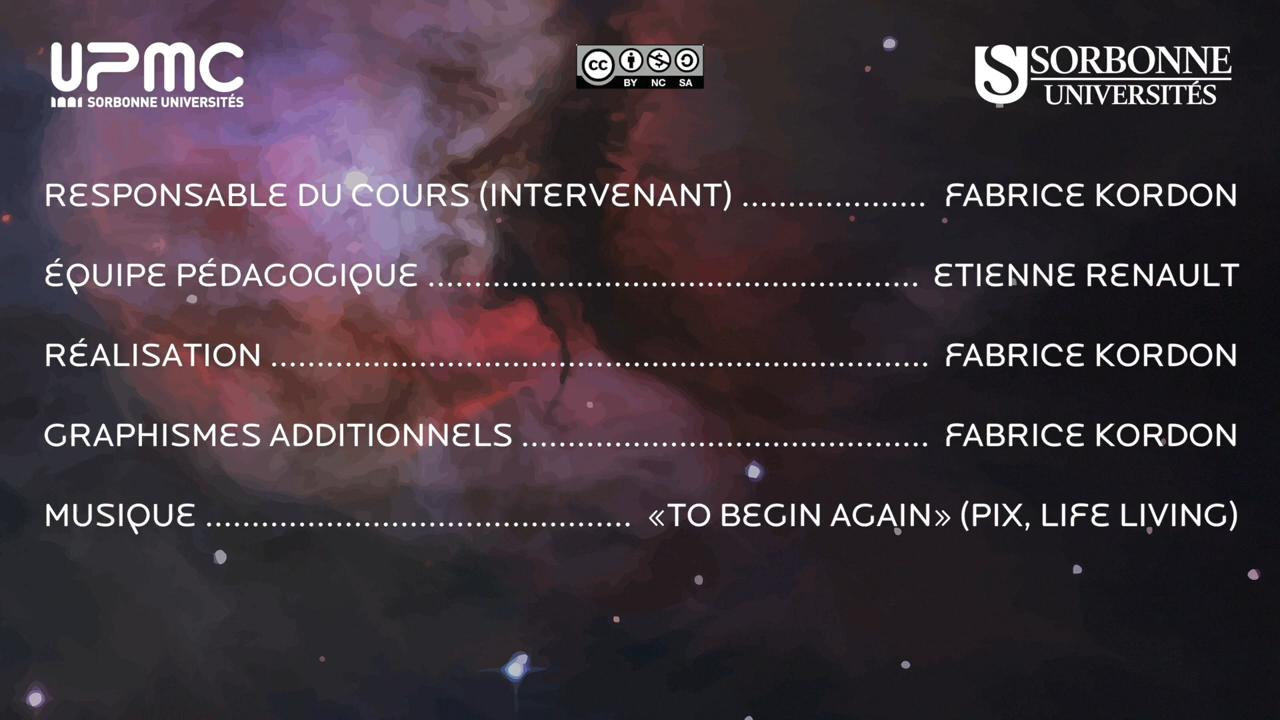 UPMC
SORBONNE UNIVERSITÉS
cc
BY NC SA
S
SORBONNE
UNIVERSITÉS
RESPONSABLE DU COURS (INTERVENANT) .................... FABRICE KORDON
ÉQUIPE PÉDAGOGIQUE ..................................................... ETIENNE RENAULT
RÉALISATION ....................................................................... FABRICE KORDON
GRAPHISMES ADDITIONNELS ............................................ FABRICE KORDON
MUSIQUE .............................................. «TO BEGIN AGAIN» (PIX, LIFE LIVING)